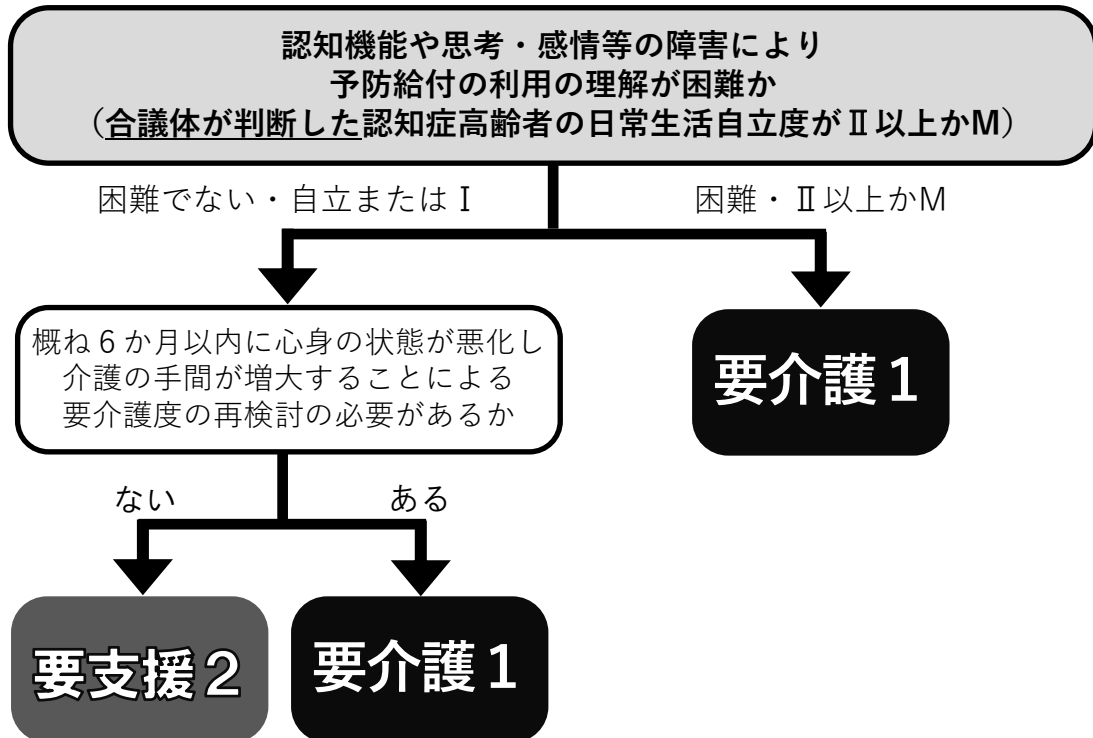 認知機能や思考・感情等の障害により
予防給付の利用の理解が困難か
（合議体が判断した認知症高齢者の日常生活自立度がⅡ以上かM）
困難でない・自立またはⅠ
困難・Ⅱ以上かM
概ね６か月以内に心身の状態が悪化し
介護の手間が増大することによる
要介護度の再検討の必要があるか
要介護１
ない
ある
要支援２
要介護１